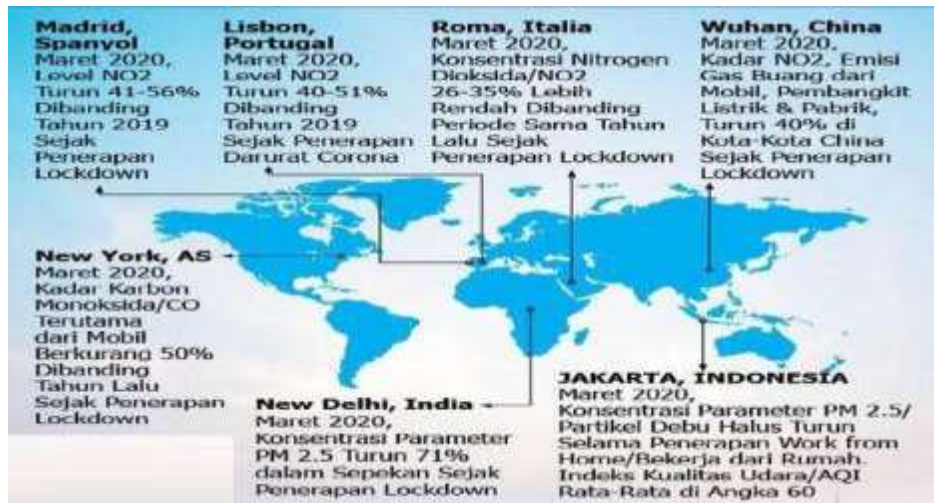 Madrid,
Spanyol
Maret 2020,
Level NO2
Turun 41-56%
Dibanding
Tahun 2019
Sejak
Penerapan
Lockdown
Lisbon,
Portugal
Maret 2020,
Level NO2
Turun 40-51%
Dibanding
Tahun 2019
Sejak Penerapan
Darurat Corona
Roma, Italia
Maret 2020,
Konsentrasi Nitrogen
Dioksida/NO2
26-35% Lebih
Rendah Dibanding
Periode Sama Tahun
Lalu Sejak
Penerapan Lockdown
Wuhan, China
Maret 2020,
Kadar NO2, Emisi
Gas Buang dari
Mobil, Pembangkit
Listrik & Pabrik,
Turun 40% di
Kota-Kota China
Sejak Penerapan
Lockdown
New York, AS
Maret 2020,
Kadar Karbon
Monoksida/CO
Terutama
dari Mobil
Berkurang 50%
Dibanding
Tahun Lalu
Sejak Penerapan
Lockdown
New Delhi, India
Maret 2020,
Konsentrasi Parameter
PM 2.5 Turun 71%
dalam Sepekan Sejak
Penerapan Lockdown
JAKARTA, INDONESIA
Maret 2020,
Konsentrasi Parameter PM 2.5/
Partikel Debu Halus Turun
Selama Penerapan Work from
Home/Bekerja dari Rumah.
Indeks Kualitas Udara/AQI
Rata-Rata di Angka 60